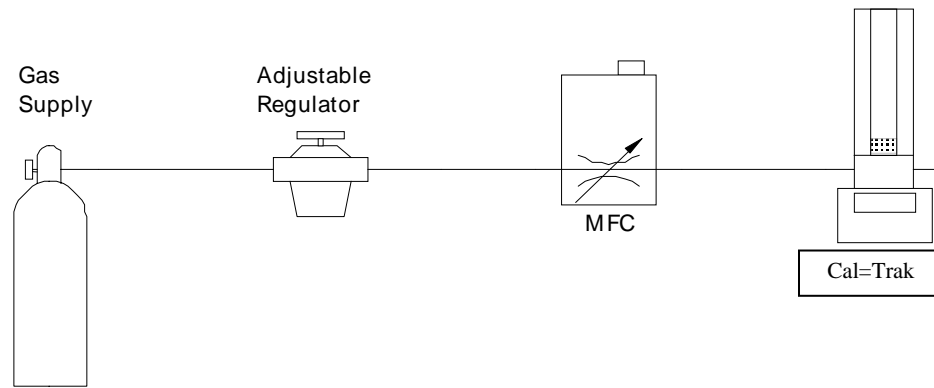 Gas
Supply
Adjustable
Regulator
MFC
Cal=Trak